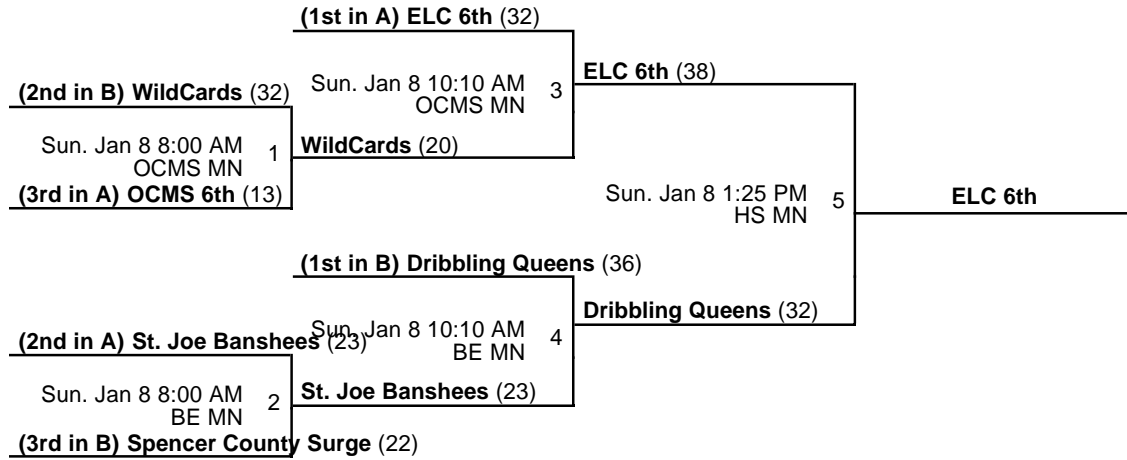 (1st in A) ELC 6th (32)
Sun. Jan 8 10:10 AM
OCMS MN
3
ELC 6th (38)
(2nd in B) WildCards (32)
Sun. Jan 8 8:00 AM
OCMS MN
1
WildCards (20)
(3rd in A) OCMS 6th (13)
Sun. Jan 8 1:25 PM
HS MN
5
ELC 6th
(1st in B) Dribbling Queens (36)
Sun. Jan 8 10:10 AM
BE MN
4
Dribbling Queens (32)
(2nd in A) St. Joe Banshees (23)
Sun. Jan 8 8:00 AM
BE MN
2
St. Joe Banshees (23)
(3rd in B) Spencer County Surge (22)